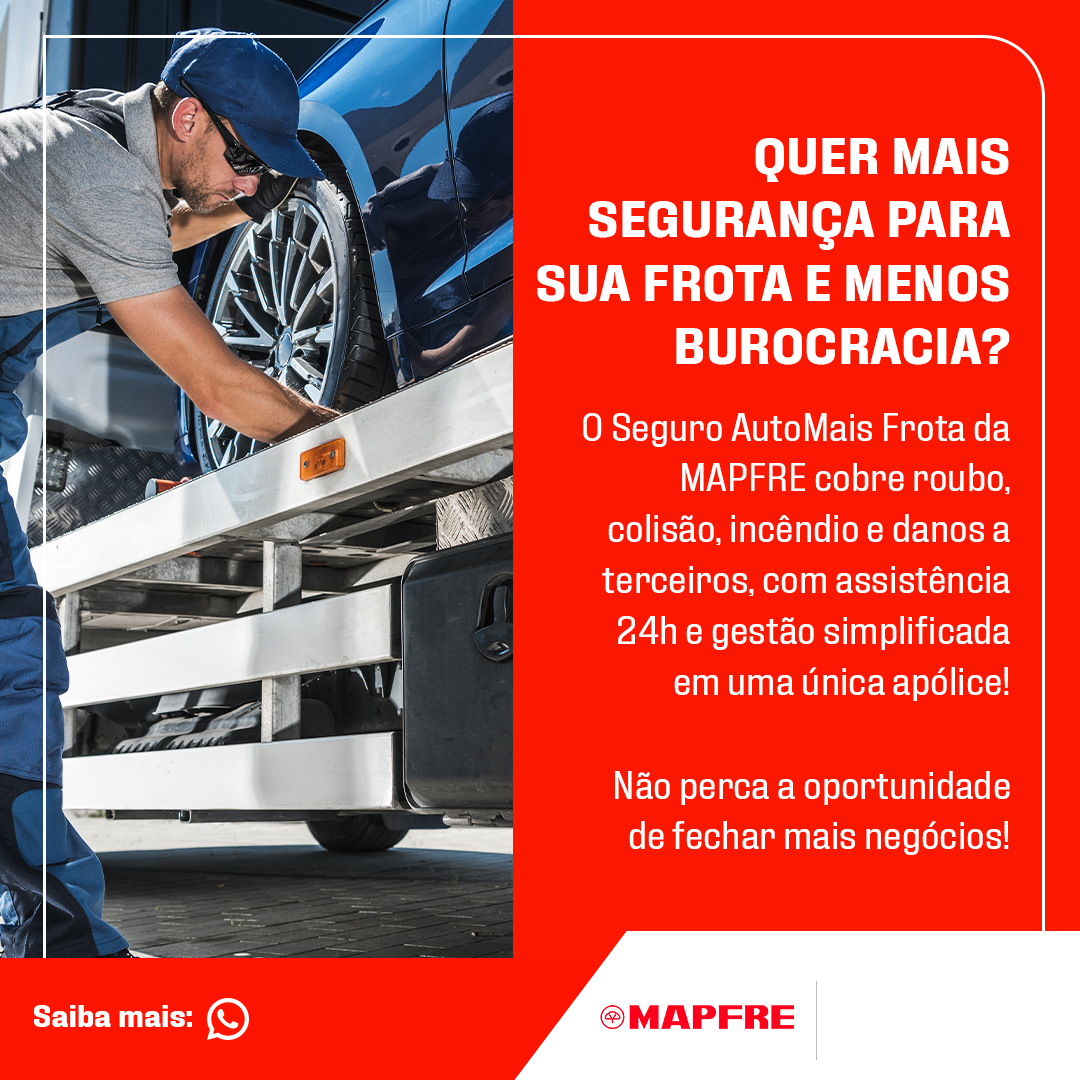 QUER MAIS
SEGURANÇA PARA
SUA FROTA E MENOS
BUROCRACIA?
O Seguro AutoMais Frota da
MAPFRE cobre roubo,
colisão, incêndio e danos a
terceiros, com assistência
24h e gestão simplificada
em uma única apólice!
Não perca a oportunidade
de fechar mais negócios!
Saiba mais:
MAPFRE